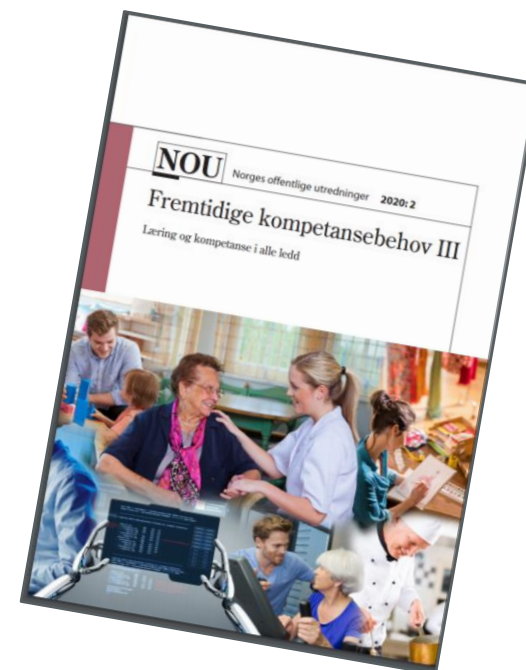 NOU Norges offentlige utredninger 2020: 2
Fremtidige kompetansebehov III
Læring og kompetanse i alle ledd